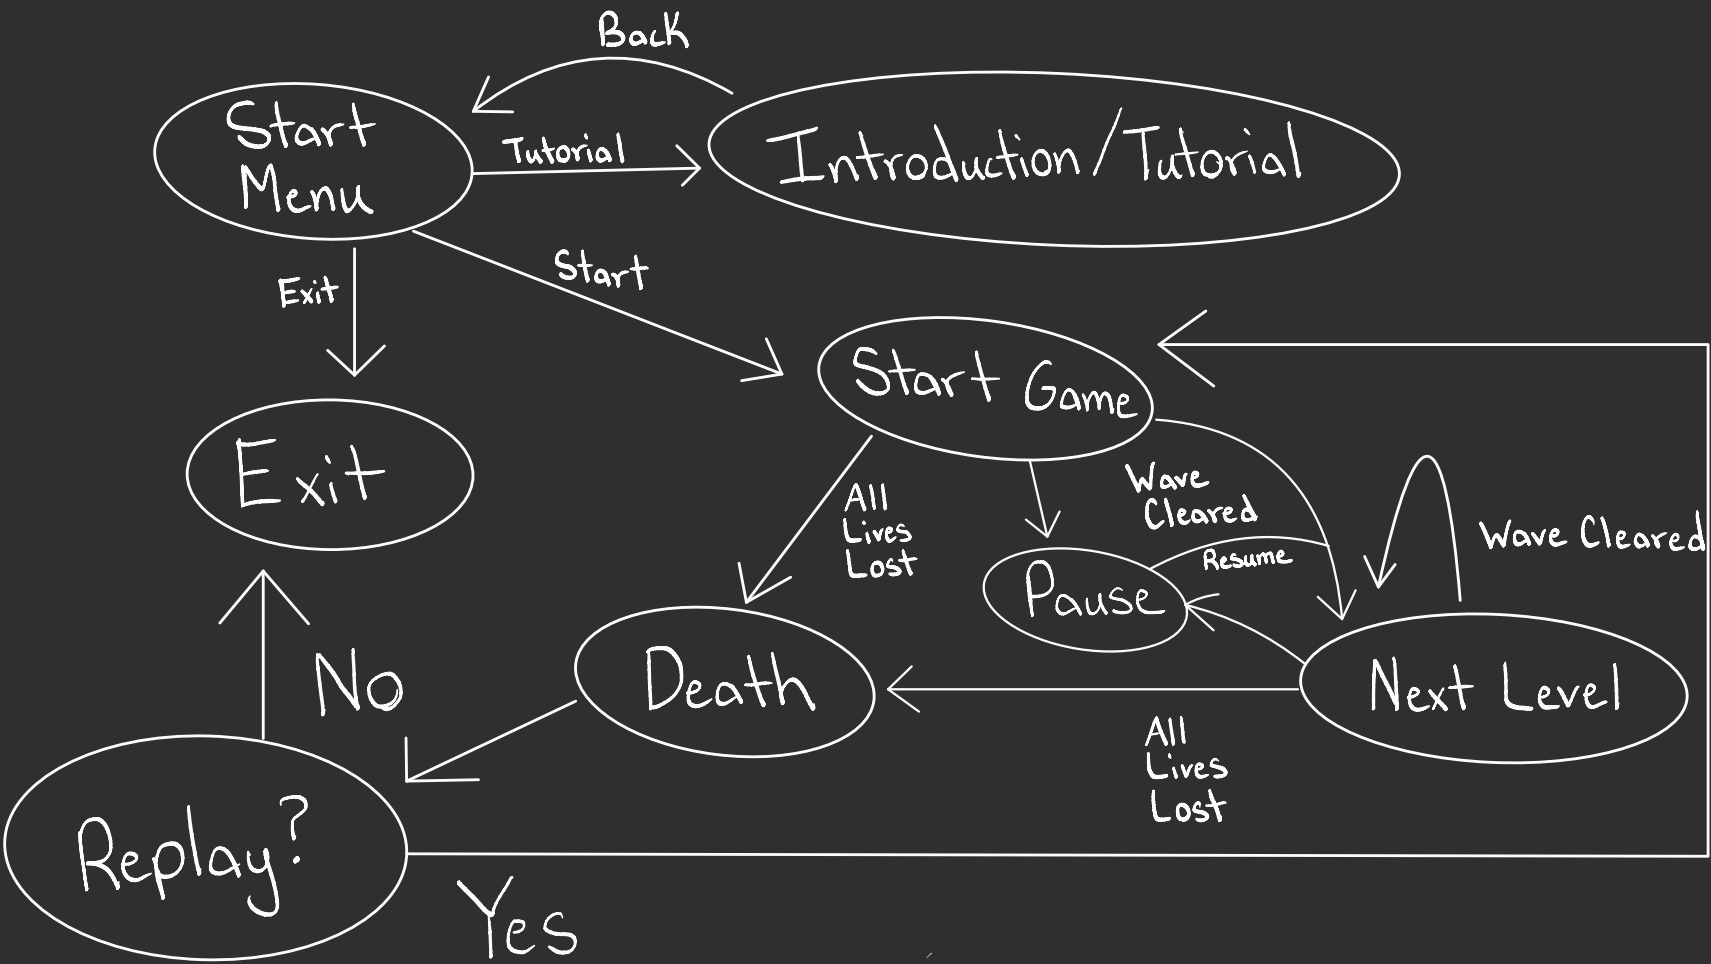 Back
Start
Menu
Tutorial
Introduction/Tutorial
Exit
Start
Start Game
Exit
All
Lives
Lost
Wave
Cleared
Resume
Wave Cleared
Pause
Death
Next Level
No
All
Lives
Lost
Replay?
Yes